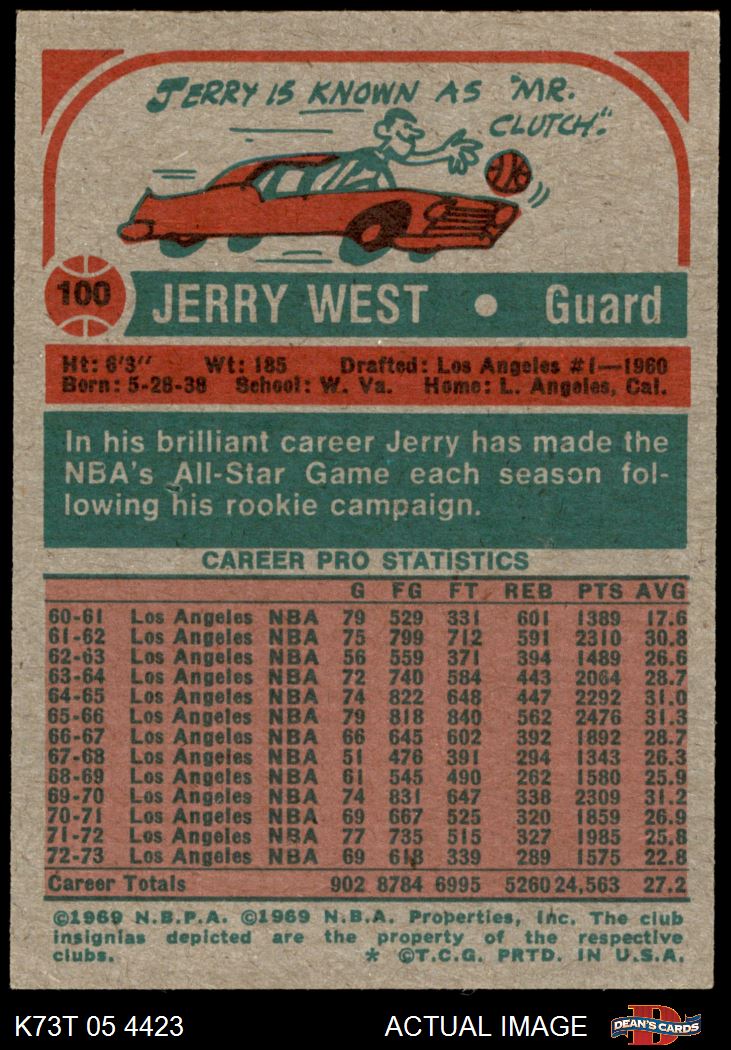 JERRY IS KNOWN AS "MR.
CLUTCH."
100
JERRY WEST • Guard
Ht: 6'3" Wt: 185 Drafted: Los Angeles #1—1960
Born: 5-28-38 School: W. Va. Home: L. Angeles, Cal.
In his brilliant career Jerry has made the
NBA's All-Star Game each season fol-
lowing his rookie campaign.
CAREER PRO STATISTICS
G FG FT REB PTS AVG
60-61 Los Angeles NBA 79 529 331 601 1389 17.6
61-62 Los Angeles NBA 75 799 712 591 2310 30.8
62-63 Los Angeles NBA 56 559 371 394 1489 26.6
63-64 Los Angeles NBA 72 740 584 443 2064 28.7
64-65 Los Angeles NBA 74 822 648 447 2292 31.0
65-66 Los Angeles NBA 79 818 840 562 2476 31.3
66-67 Los Angeles NBA 66 645 602 392 1892 28.7
67-68 Los Angeles NBA 51 476 391 294 1343 26.3
68-69 Los Angeles NBA 61 545 490 262 1580 25.9
69-70 Los Angeles NBA 74 831 647 338 2309 31.2
70-71 Los Angeles NBA 69 667 525 320 1859 26.9
71-72 Los Angeles NBA 77 735 515 327 1985 25.8
72-73 Los Angeles NBA 69 618 339 289 1575 22.8
Career Totals 902 8784 6995 5260 24,563 27.2
©1969 N.B.P.A. ©1969 N.B.A. Properties, Inc. The club
insignias depicted are the property of the respective
clubs. * ©T.C.G. PRTD. IN U.S.A.
K73T 05 4423 ACTUAL IMAGE D DEAN'S CARDS